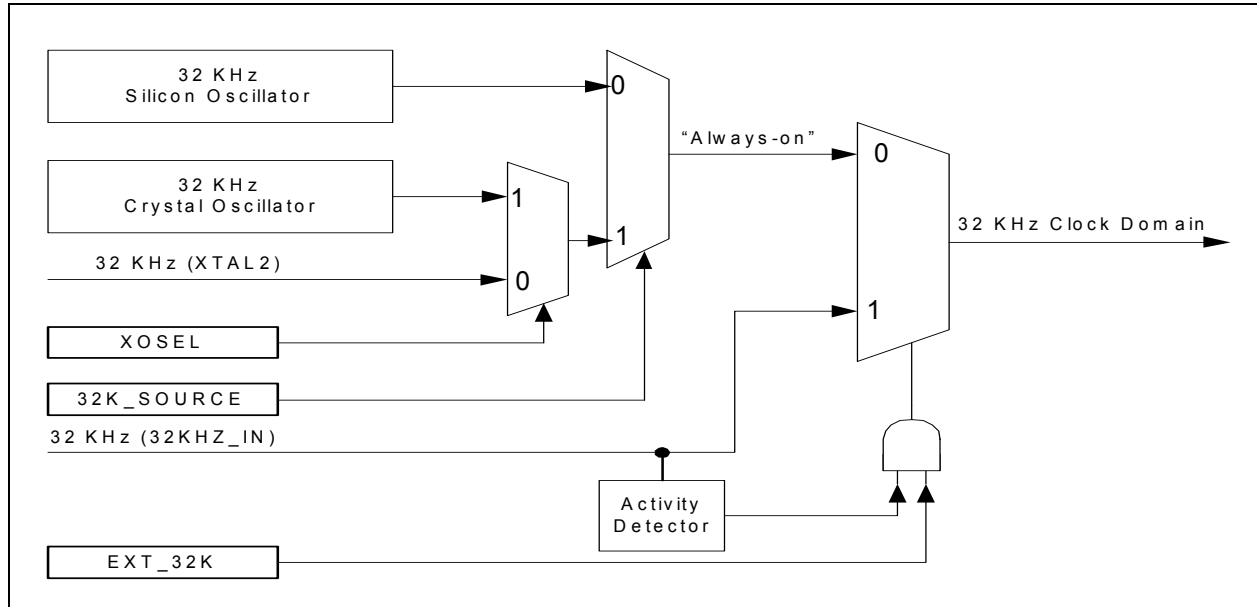 32 KHz
Silicon Oscillator
0
"Always-on"
0
32 KHz
Crystal Oscillator
1
1
32 KHz Clock Domain
32 KHz (XTAL2)
0
1
XOSEL
32K_SOURCE
32 KHz (32KHZ_IN)
Activity
Detector
EXT_32K